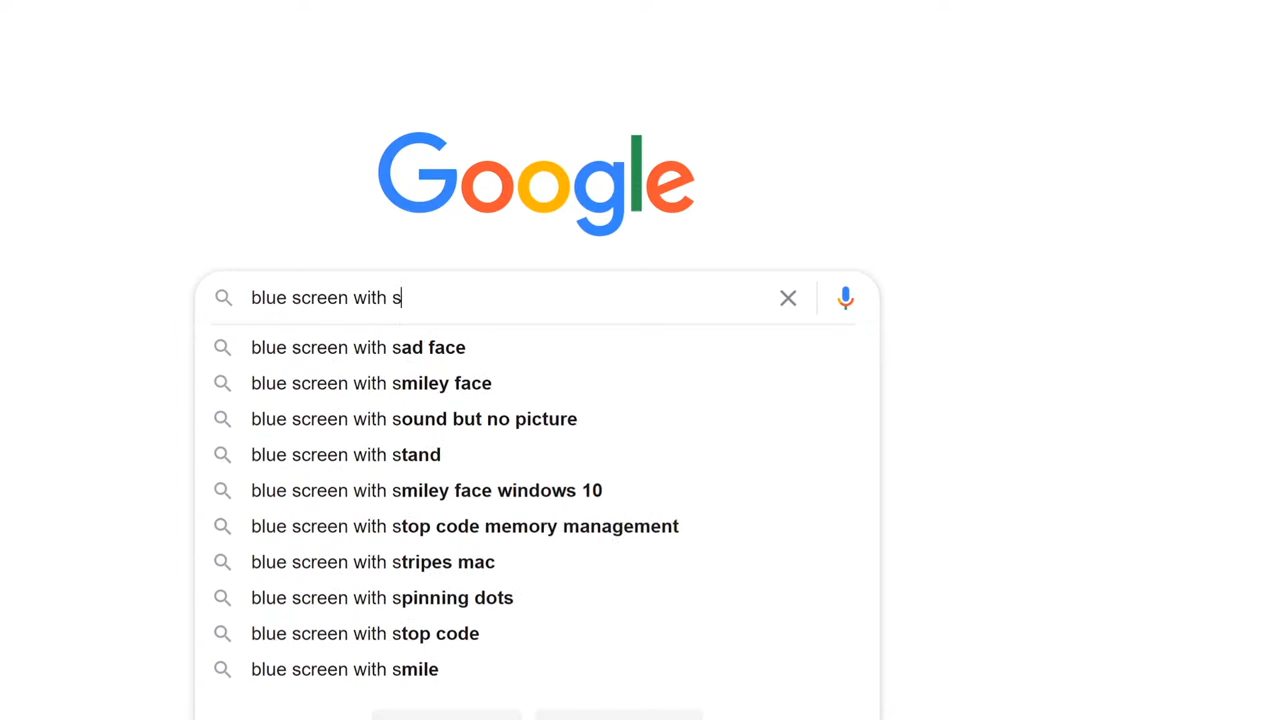 Google
blue screen with s
blue screen with sad face
blue screen with smiley face
blue screen with sound but no picture
blue screen with stand
blue screen with smiley face windows 10
blue screen with stop code memory management
blue screen with stripes mac
blue screen with spinning dots
blue screen with stop code
blue screen with smile